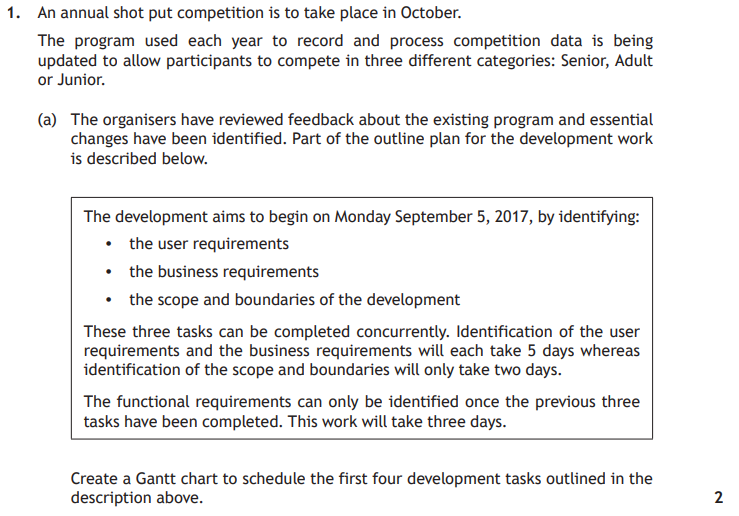 1. An annual shot put competition is to take place in October.
The program used each year to record and process competition data is being
updated to allow participants to compete in three different categories: Senior, Adult
or Junior.
(a) The organisers have reviewed feedback about the existing program and essential
changes have been identified. Part of the outline plan for the development work
is described below.
The development aims to begin on Monday September 5, 2017, by identifying:
• the user requirements
• the business requirements
• the scope and boundaries of the development
These three tasks can be completed concurrently. Identification of the user
requirements and the business requirements will each take 5 days whereas
identification of the scope and boundaries will only take two days.
The functional requirements can only be identified once the previous three
tasks have been completed. This work will take three days.
Create a Gantt chart to schedule the first four development tasks outlined in the
description above. 2